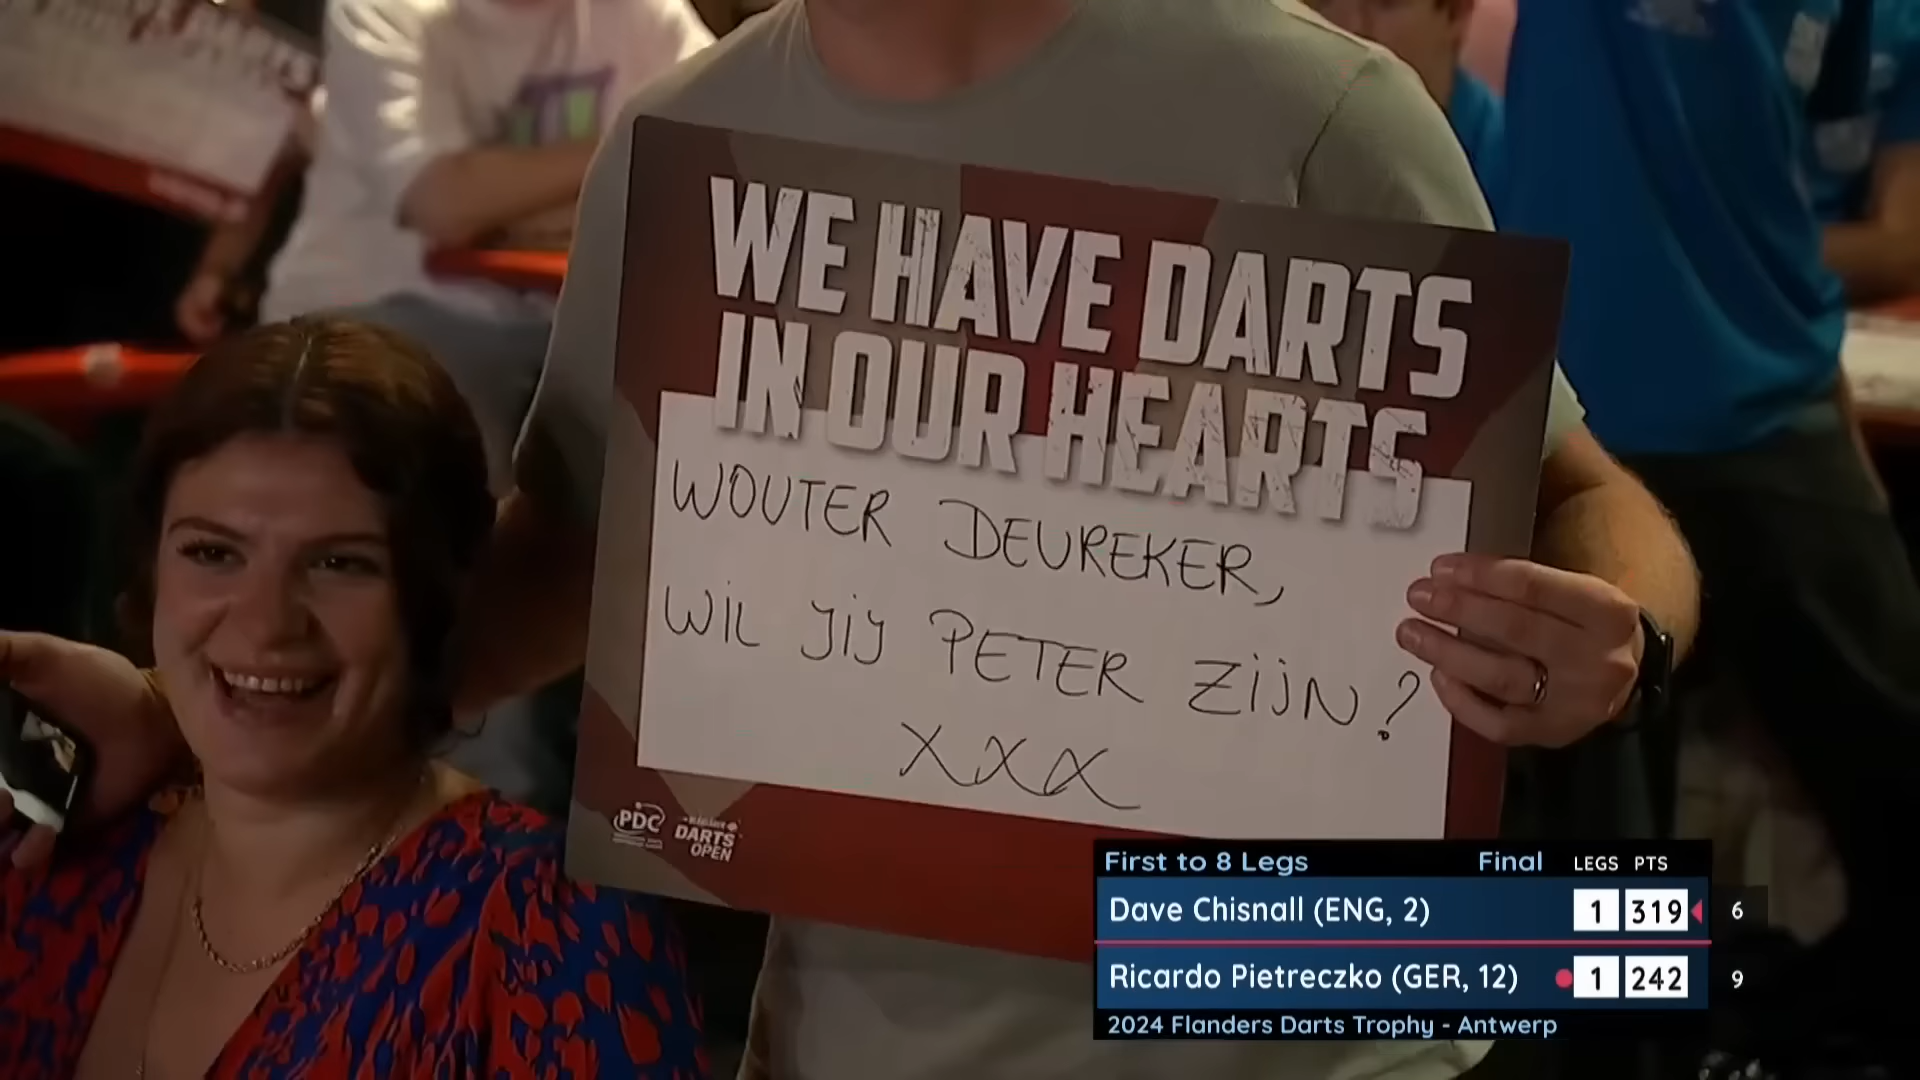 WE HAVE DARTS
IN OUR HEARTS
WOUTER DEUREKER,
WIL JIJ PETER ZIJN?
XXX
PDC
DARTS
OPEN
First to 8 Legs Final LEGS PTS
Dave Chisnall (ENG, 2) 1 319 6
Ricardo Pietreczko (GER, 12) 1 242 9
2024 Flanders Darts Trophy - Antwerp